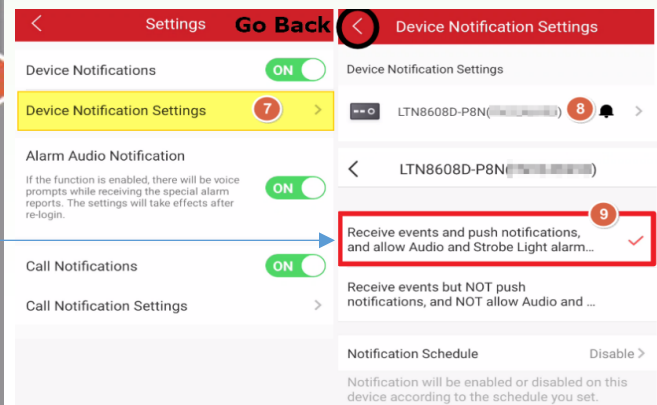 Settings
Device Notifications
ON
Device Notification Settings
7
Alarm Audio Notification
If the function is enabled, there will be voice
prompts while receiving the special alarm
reports. The settings will take effects after
re-login.
ON
Call Notifications
ON
Call Notification Settings
Go Back
Device Notification Settings
Device Notification Settings
LTN8608D-P8N( )
8
LTN8608D-P8N( )
9
Receive events and push notifications,
and allow Audio and Strobe Light alarm...
Receive events but NOT push
notifications, and NOT allow Audio and ...
Notification Schedule
Disable
Notification will be enabled or disabled on this
device according to the schedule you set.